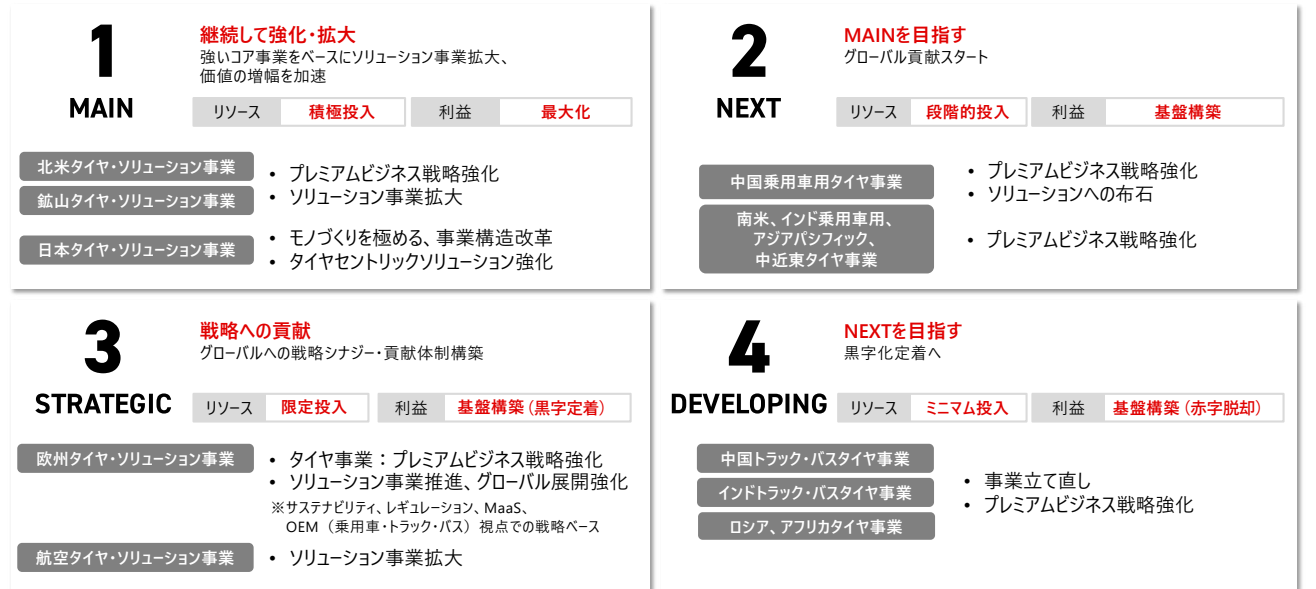 1
MAIN
継続して強化・拡大
強いコア事業をベースにソリューション事業拡大、
価値の増幅を加速
リソース 積極投入 利益 最大化
北米タイヤ・ソリューション事業
鉱山タイヤ・ソリューション事業
• プレミアムビジネス戦略強化
• ソリューション事業拡大
日本タイヤ・ソリューション事業
• モノづくりを極める、事業構造改革
• タイヤセントリックソリューション強化
2
NEXT
MAINを目指す
グローバル貢献スタート
リソース 段階的投入 利益 基盤構築
中国乗用車用タイヤ事業
• プレミアムビジネス戦略強化
• ソリューションへの布石
南米、インド乗用車用、
アジアパシフィック、
中近東タイヤ事業
• プレミアムビジネス戦略強化
3
STRATEGIC
戦略への貢献
グローバルへの戦略シナジー・貢献体制構築
リソース 限定投入 利益 基盤構築（黒字定着）
欧州タイヤ・ソリューション事業
• タイヤ事業：プレミアムビジネス戦略強化
• ソリューション事業推進、グローバル展開強化
※サステナビリティ、レギュレーション、MaaS、
OEM（乗用車・トラック・バス）視点での戦略ベース
航空タイヤ・ソリューション事業
• ソリューション事業拡大
4
DEVELOPING
NEXTを目指す
黒字化定着へ
リソース ミニマム投入 利益 基盤構築（赤字脱却）
中国トラック・バスタイヤ事業
インドトラック・バスタイヤ事業
ロシア、アフリカタイヤ事業
• 事業立て直し
• プレミアムビジネス戦略強化